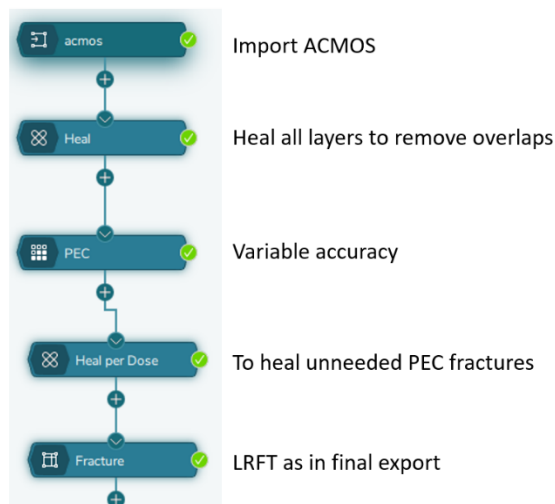 acmos
Import ACMOS
Heal
Heal all layers to remove overlaps
PEC
Variable accuracy
Heal per Dose
To heal unneeded PEC fractures
Fracture
LRFT as in final export